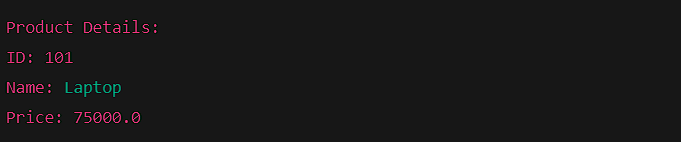 Product Details:
ID: 101
Name: Laptop
Price: 75000.0